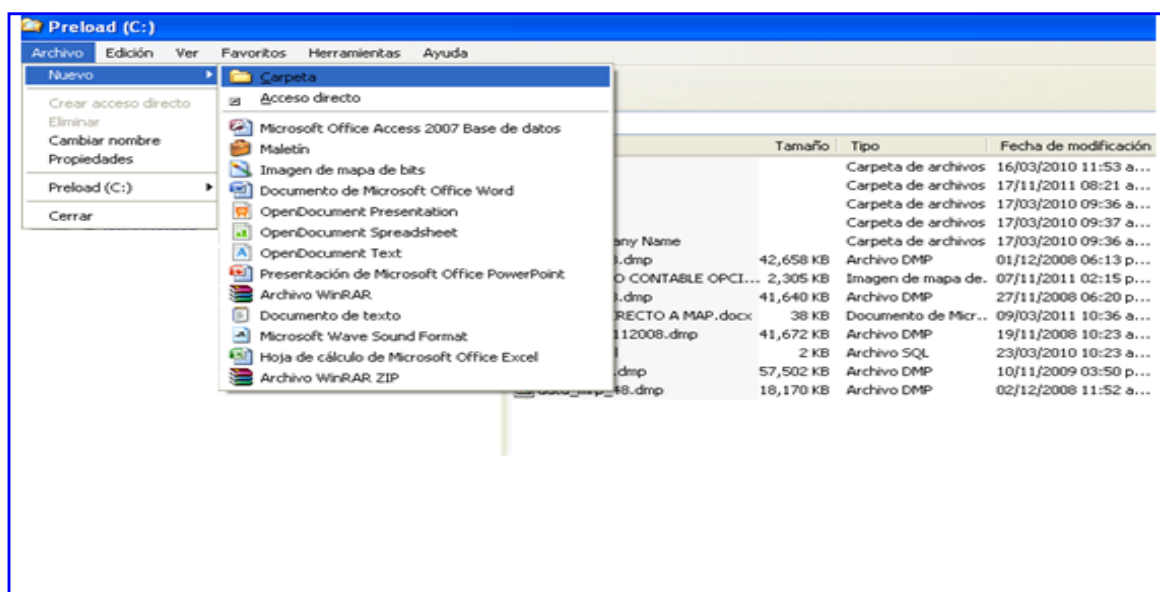 Preload (C:)
Archivo Edición Ver Favoritos Herramientas Ayuda
Nuevo
Crear acceso directo
Eliminar
Cambiar nombre
Propiedades
Preload (C:)
Cerrar
Carpeta
Acceso directo
Microsoft Office Access 2007 Base de datos
Maletín
Imagen de mapa de bits
Documento de Microsoft Office Word
OpenDocument Presentation
OpenDocument Spreadsheet
OpenDocument Text
Presentación de Microsoft Office PowerPoint
Archivo WinRAR
Documento de texto
Microsoft Wave Sound Format
Hoja de cálculo de Microsoft Office Excel
Archivo WinRAR ZIP
Tamaño Tipo Fecha de modificación
Carpeta de archivos 16/03/2010 11:53 a...
Carpeta de archivos 17/11/2011 08:21 a...
Carpeta de archivos 17/03/2010 09:36 a...
Carpeta de archivos 17/03/2010 09:37 a...
any Name Carpeta de archivos 17/03/2010 09:36 a...
.dmp 42,658 KB Archivo DMP 01/12/2008 06:13 p...
O CONTABLE OPCI... 2,305 KB Imagen de mapa de.. 07/11/2011 02:15 p...
.dmp 41,640 KB Archivo DMP 27/11/2008 06:20 p...
RECTO A MAP.docx 38 KB Documento de Micr... 09/03/2011 10:36 a...
112008.dmp 41,672 KB Archivo DMP 19/11/2008 10:23 a...
2 KB Archivo SQL 23/03/2010 10:23 a...
.dmp 57,502 KB Archivo DMP 10/11/2009 03:50 p...
48.dmp 18,170 KB Archivo DMP 02/12/2008 11:52 a...